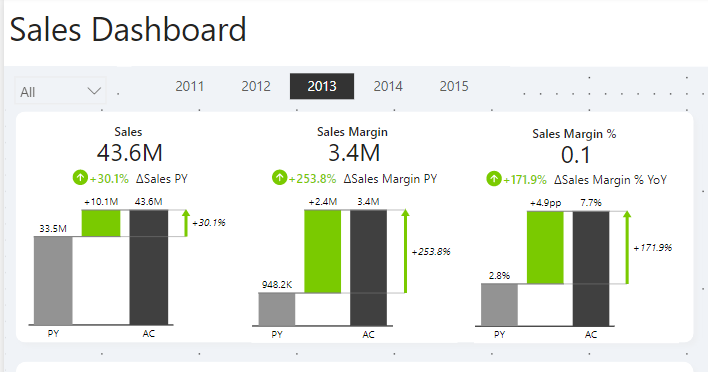 Sales Dashboard
All
2011 2012 2013 2014 2015
Sales
43.6M
+30.1% ΔSales PY
+10.1M 43.6M
33.5M
+30.1%
PY AC
Sales Margin
3.4M
+253.8% ΔSales Margin PY
+2.4M 3.4M
948.2K
+253.8%
PY AC
Sales Margin %
0.1
+171.9% ΔSales Margin % YoY
+4.9pp 7.7%
2.8%
+171.9%
PY AC